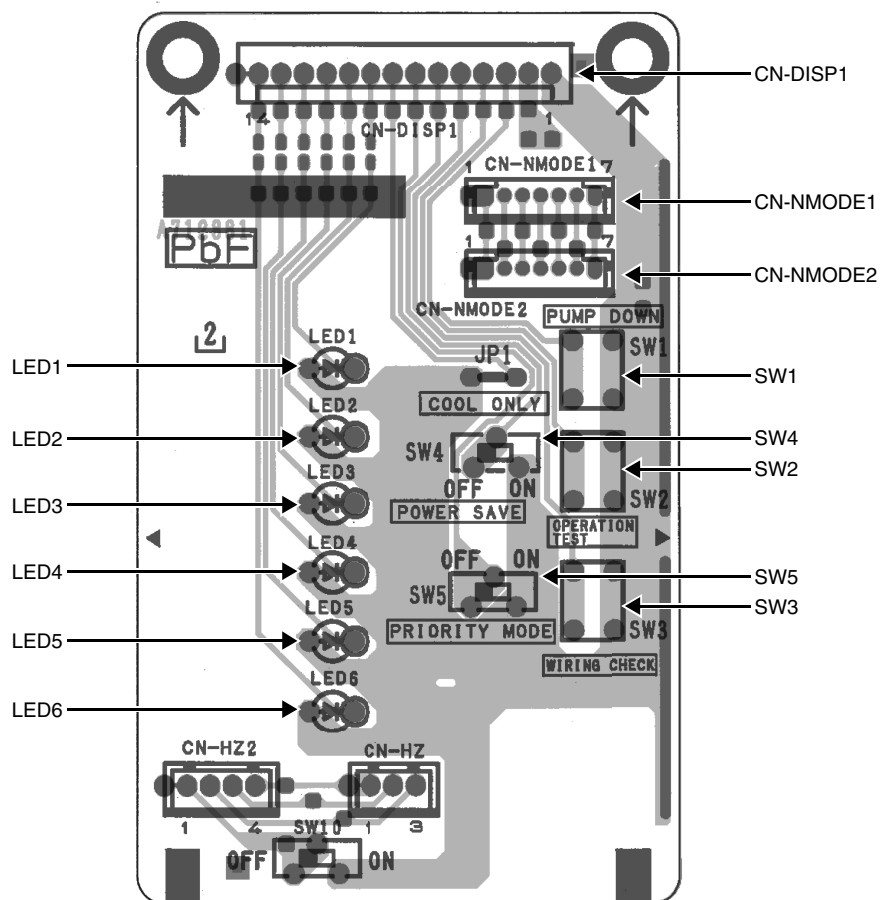 CN-DISP1
14
1
CN-DISP1
1 CN-NMODE1 7
CN-NMODE1
A712881
PbF
1
7
CN-NMODE2
CN-NMODE2
PUMP DOWN
2
LED1
SW1
JP1
LED1
SW1
COOL ONLY
LED2
LED2
SW4
SW4
SW2
LED3
OFF ON
SW2
LED3
POWER SAVE
OPERATION
TEST
LED4
OFF ON
LED4
SW5
SW5
LED5
SW3
PRIORITY MODE
SW3
LED5
WIRING CHECK
LED6
LED6
CN-HZ2
CN-HZ
1
4
SW10
1
3
OFF
ON